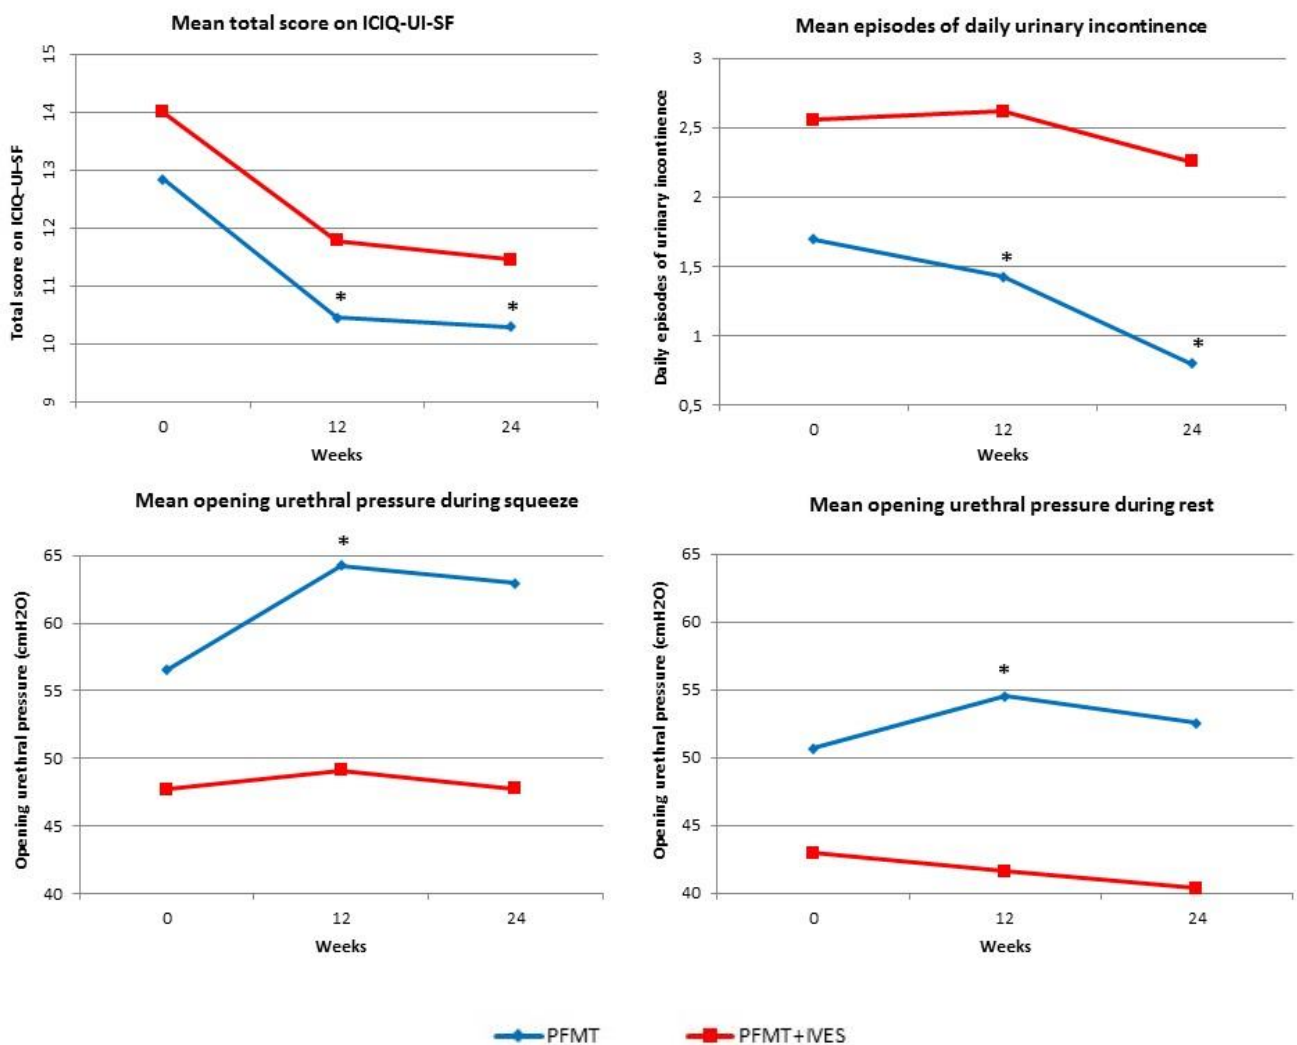 Mean total score on ICIQ-UI-SF
15
14
13
12
11
10
9
Total score on ICIQ-UI-SF
*
*
0 12 24
Weeks
Mean episodes of daily urinary incontinence
3
2,5
2
1,5
1
0,5
Daily episodes of urinary incontinence
*
*
0 12 24
Weeks
Mean opening urethral pressure during squeeze
65
60
55
50
45
40
Opening urethral pressure (cmH2O)
*
0 12 24
Weeks
Mean opening urethral pressure during rest
65
60
55
50
45
40
Opening urethral pressure (cmH2O)
*
0 12 24
Weeks
PFMT PFMT+IVES